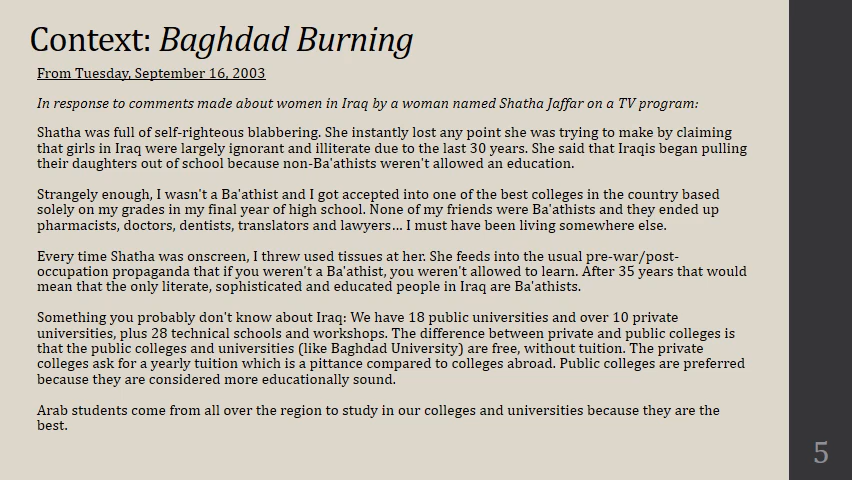 Context: Baghdad Burning
From Tuesday, September 16, 2003
In response to comments made about women in Iraq by a woman named Shatha Jaffar on a TV program:
Shatha was full of self-righteous blabbering. She instantly lost any point she was trying to make by claiming
that girls in Iraq were largely ignorant and illiterate due to the last 30 years. She said that Iraqis began pulling
their daughters out of school because non-Ba'athists weren't allowed an education.
Strangely enough, I wasn't a Ba'athist and I got accepted into one of the best colleges in the country based
solely on my grades in my final year of high school. None of my friends were Ba'athists and they ended up
pharmacists, doctors, dentists, translators and lawyers... I must have been living somewhere else.
Every time Shatha was onscreen, I threw used tissues at her. She feeds into the usual pre-war/post-
occupation propaganda that if you weren't a Ba'athist, you weren't allowed to learn. After 35 years that would
mean that the only literate, sophisticated and educated people in Iraq are Ba'athists.
Something you probably don't know about Iraq: We have 18 public universities and over 10 private
universities, plus 28 technical schools and workshops. The difference between private and public colleges is
that the public colleges and universities (like Baghdad University) are free, without tuition. The private
colleges ask for a yearly tuition which is a pittance compared to colleges abroad. Public colleges are preferred
because they are considered more educationally sound.
Arab students come from all over the region to study in our colleges and universities because they are the
best.
5